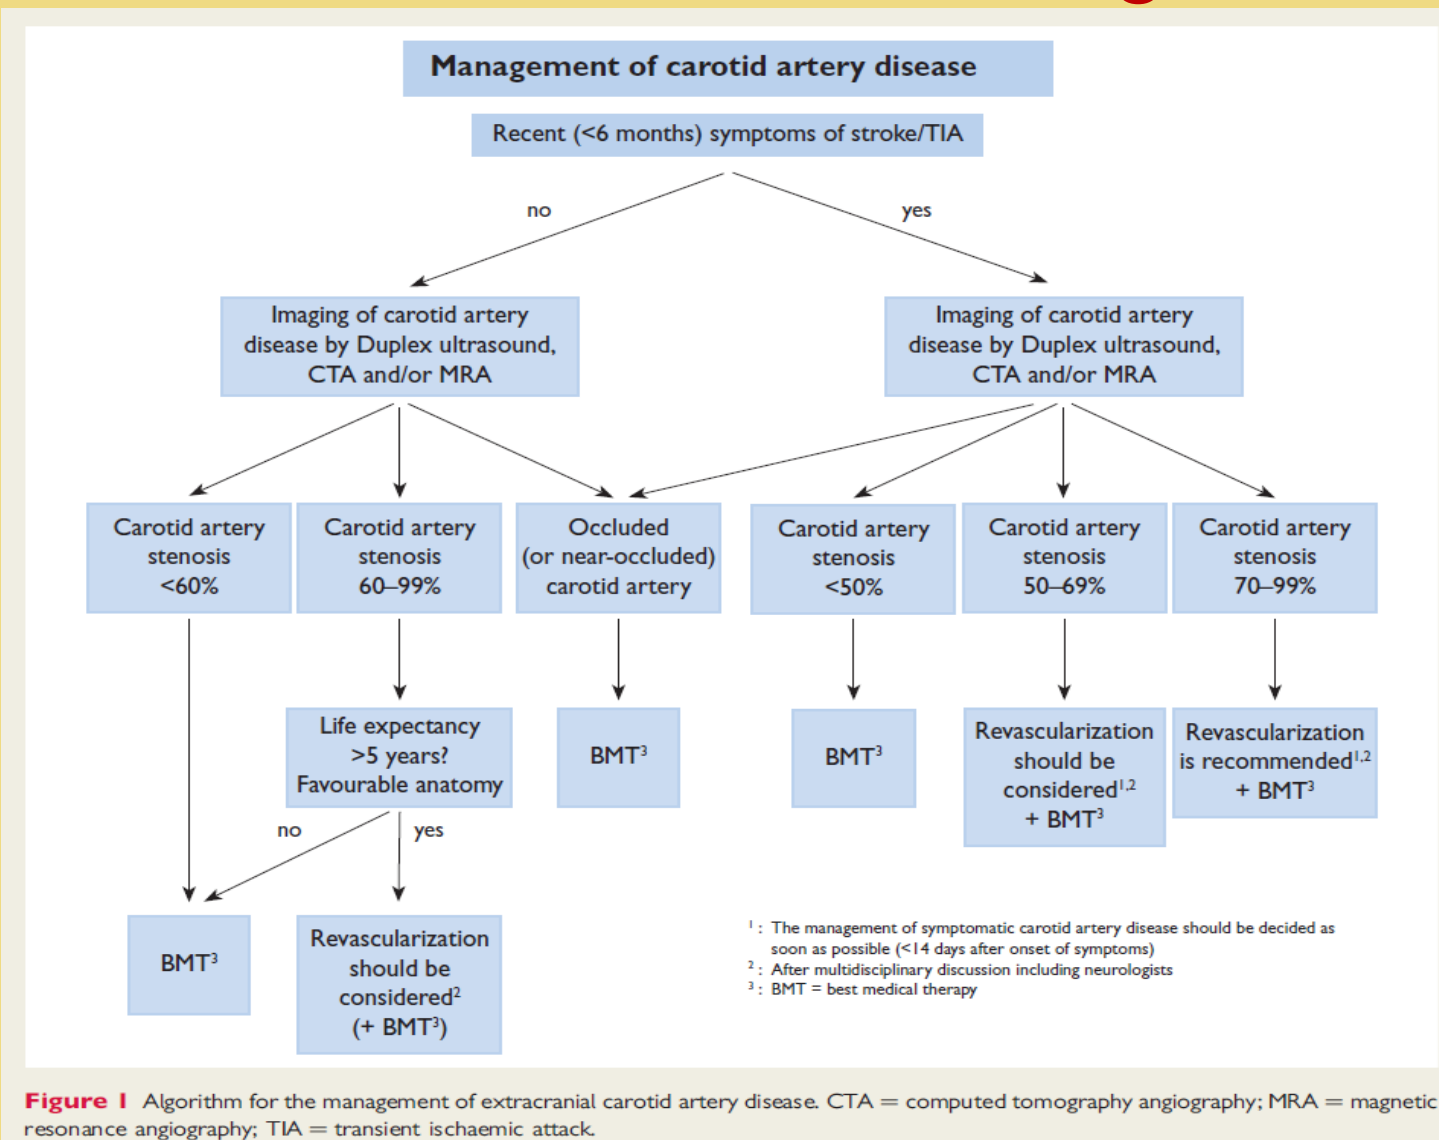 Management of carotid artery disease
Recent (<6 months) symptoms of stroke/TIA
no
yes
Imaging of carotid artery
disease by Duplex ultrasound,
CTA and/or MRA
Imaging of carotid artery
disease by Duplex ultrasound,
CTA and/or MRA
Carotid artery
stenosis
<60%
Carotid artery
stenosis
60–99%
Occluded
(or near-occluded)
carotid artery
Carotid artery
stenosis
<50%
Carotid artery
stenosis
50–69%
Carotid artery
stenosis
70–99%
Life expectancy
>5 years?
Favourable anatomy
BMT³
BMT³
Revascularization
should be
considered¹,²
+ BMT³
Revascularization
is recommended¹,²
+ BMT³
no
yes
BMT³
Revascularization
should be
considered²
(+ BMT³)
¹ : The management of symptomatic carotid artery disease should be decided as
soon as possible (<14 days after onset of symptoms)
² : After multidisciplinary discussion including neurologists
³ : BMT = best medical therapy
Figure 1 Algorithm for the management of extracranial carotid artery disease. CTA = computed tomography angiography; MRA = magnetic
resonance angiography; TIA = transient ischaemic attack.